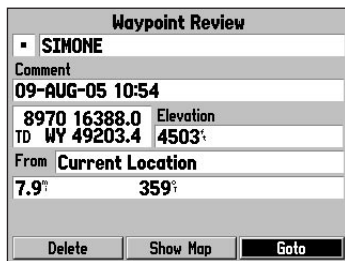 Waypoint Review
SIMONE
Comment
09-AUG-05 10:54
8970 16388.0 Elevation
TD WY 49203.4 4503ft
From Current Location
7.9 359°
Delete Show Map Goto